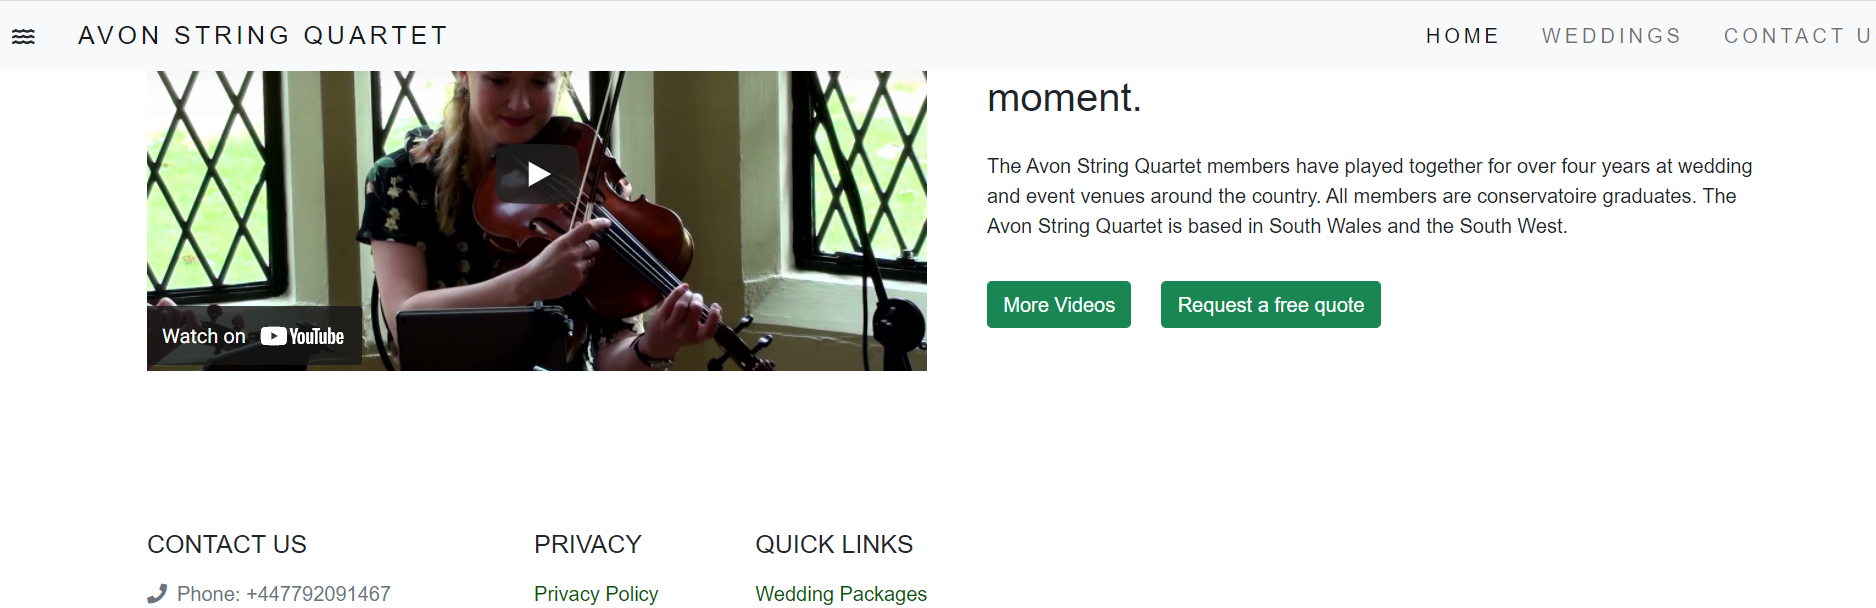 AVON STRING QUARTET
HOME WEDDINGS CONTACT U
moment.
The Avon String Quartet members have played together for over four years at wedding
and event venues around the country. All members are conservatoire graduates. The
Avon String Quartet is based in South Wales and the South West.
More Videos Request a free quote
Watch on YouTube
CONTACT US
Phone: +447792091467
PRIVACY
Privacy Policy
QUICK LINKS
Wedding Packages